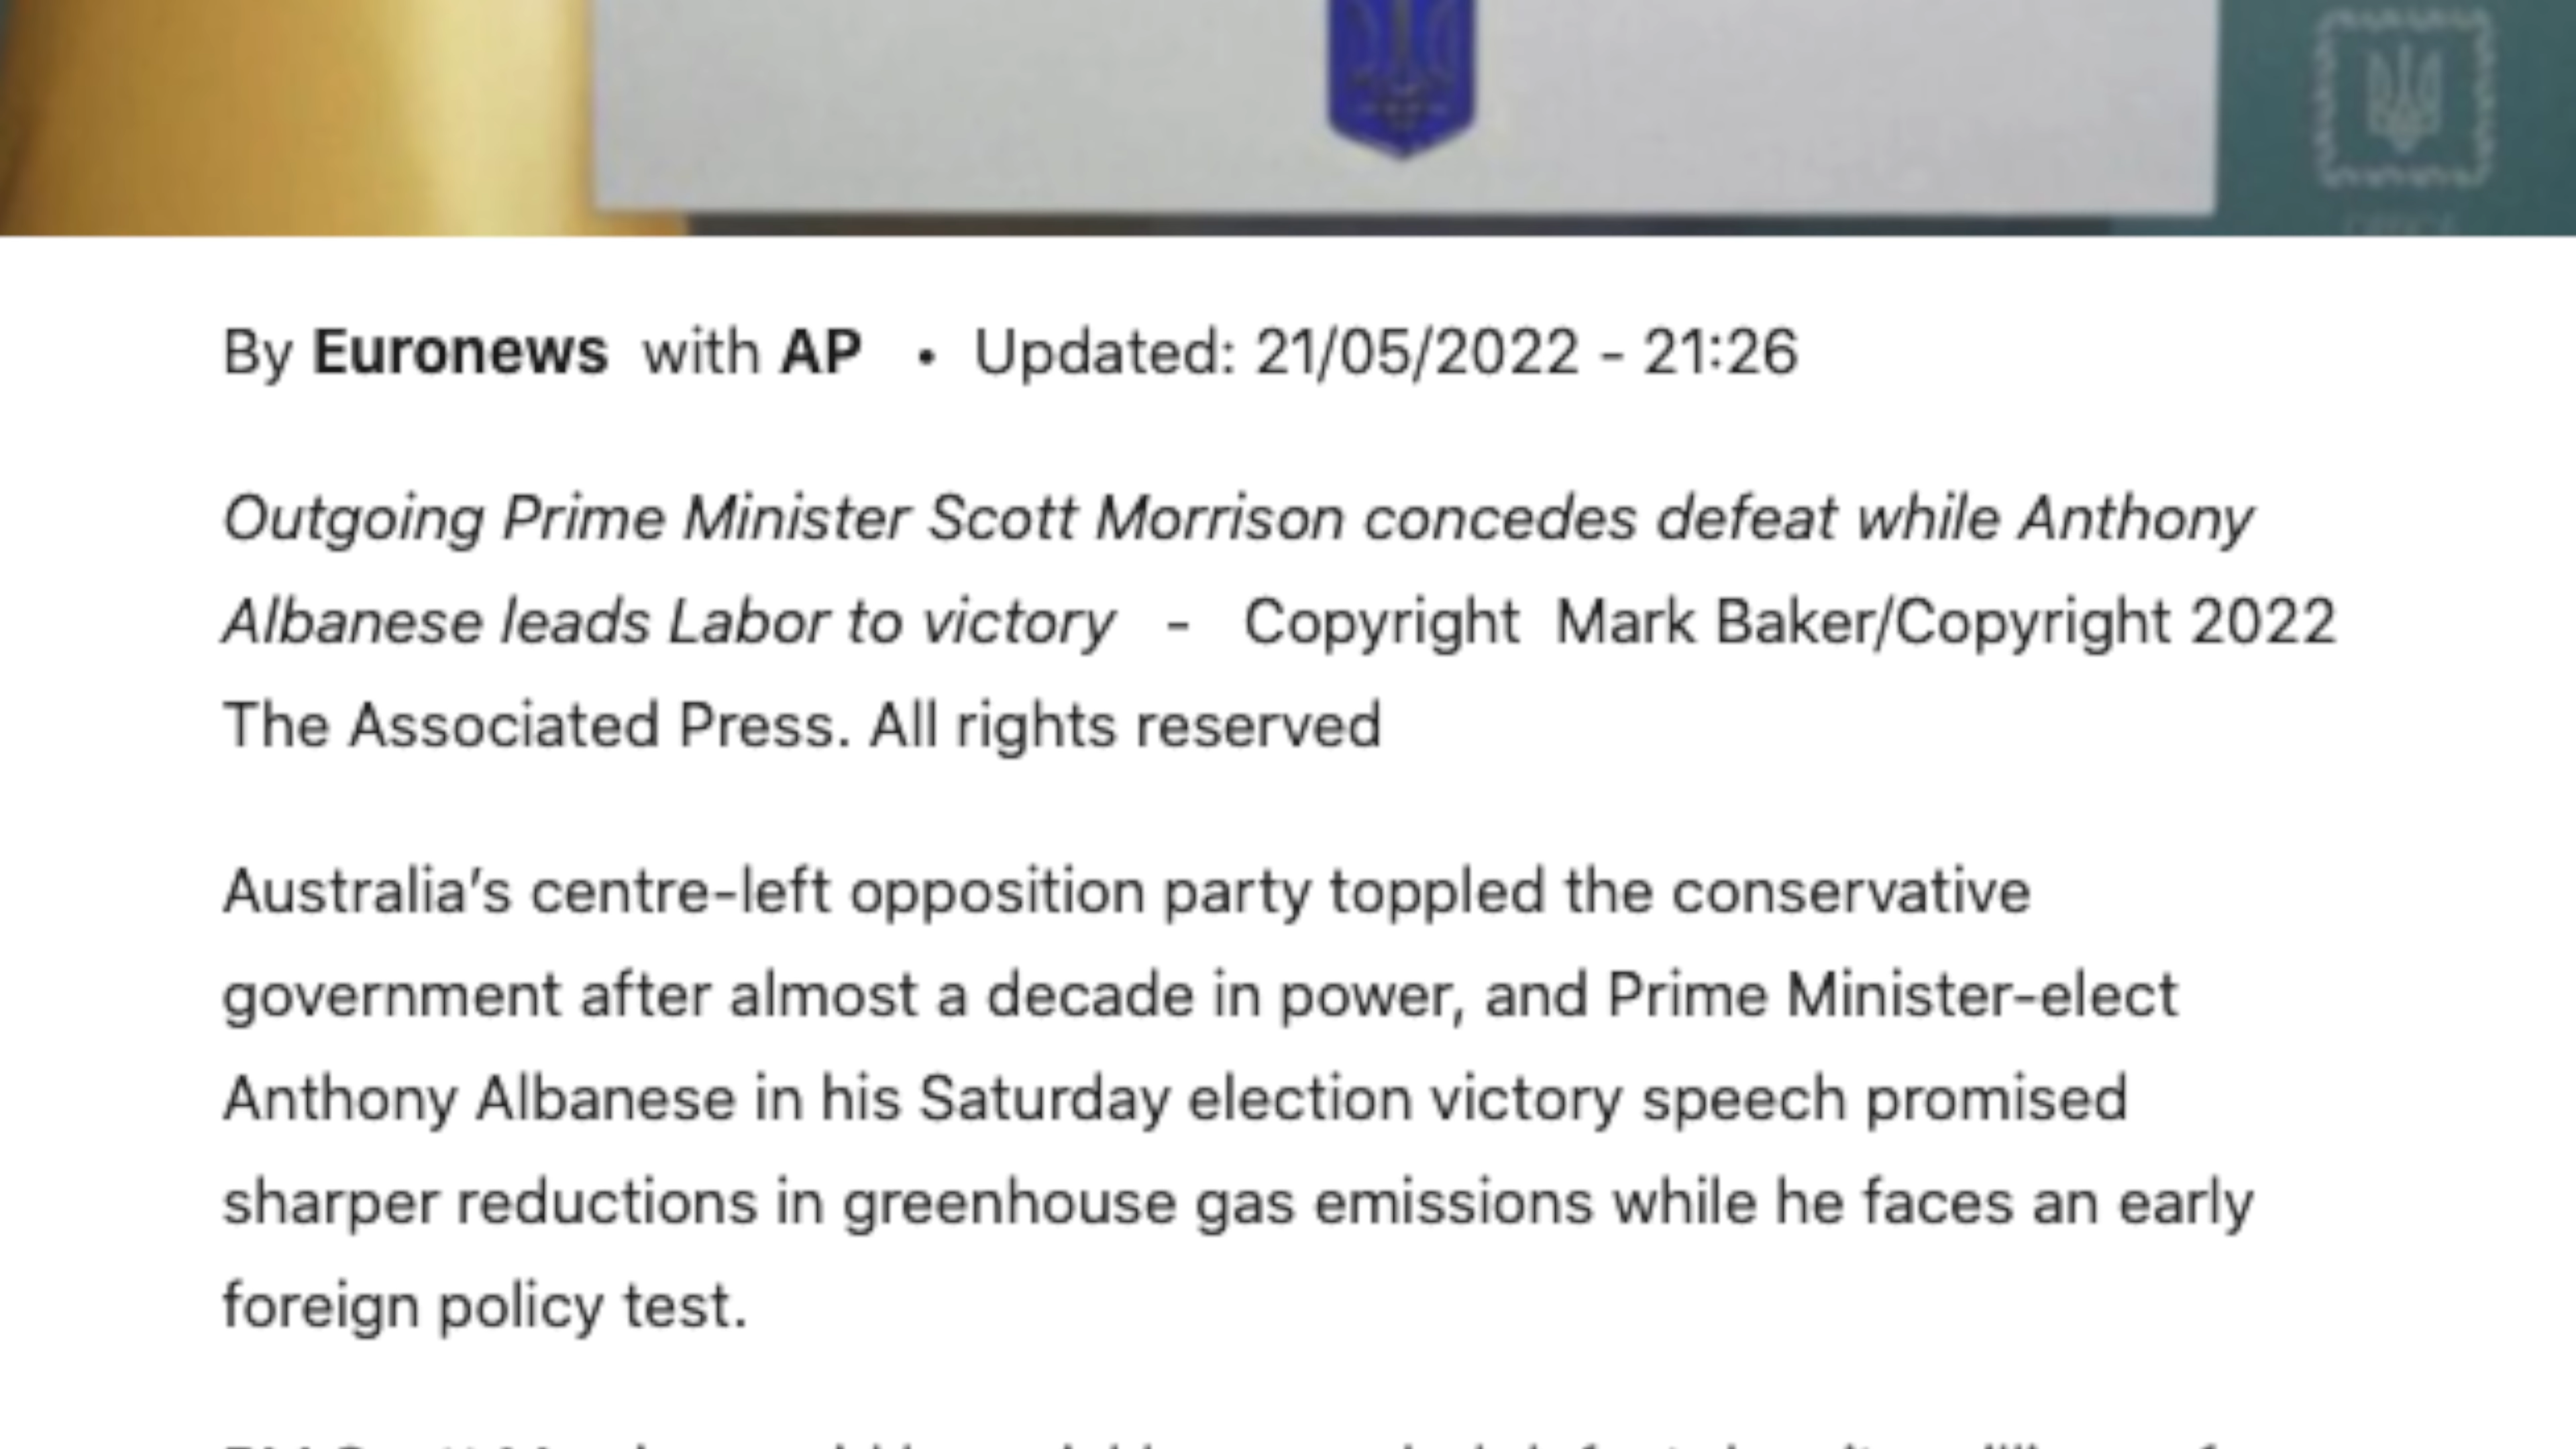 By Euronews with AP • Updated: 21/05/2022 - 21:26
Outgoing Prime Minister Scott Morrison concedes defeat while Anthony
Albanese leads Labor to victory - Copyright Mark Baker/Copyright 2022
The Associated Press. All rights reserved
Australia’s centre-left opposition party toppled the conservative
government after almost a decade in power, and Prime Minister-elect
Anthony Albanese in his Saturday election victory speech promised
sharper reductions in greenhouse gas emissions while he faces an early
foreign policy test.